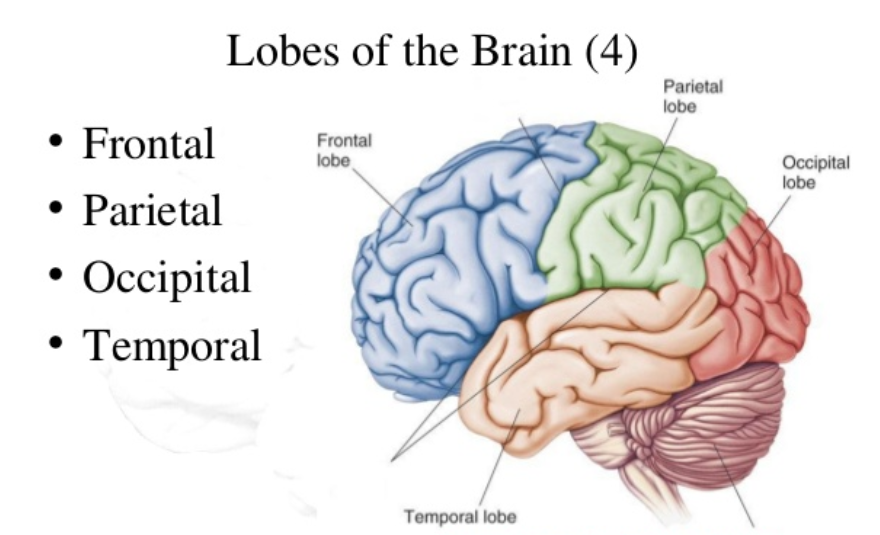 Lobes of the Brain (4)
• Frontal
• Parietal
• Occipital
• Temporal
Frontal
lobe
Parietal
lobe
Occipital
lobe
Temporal lobe